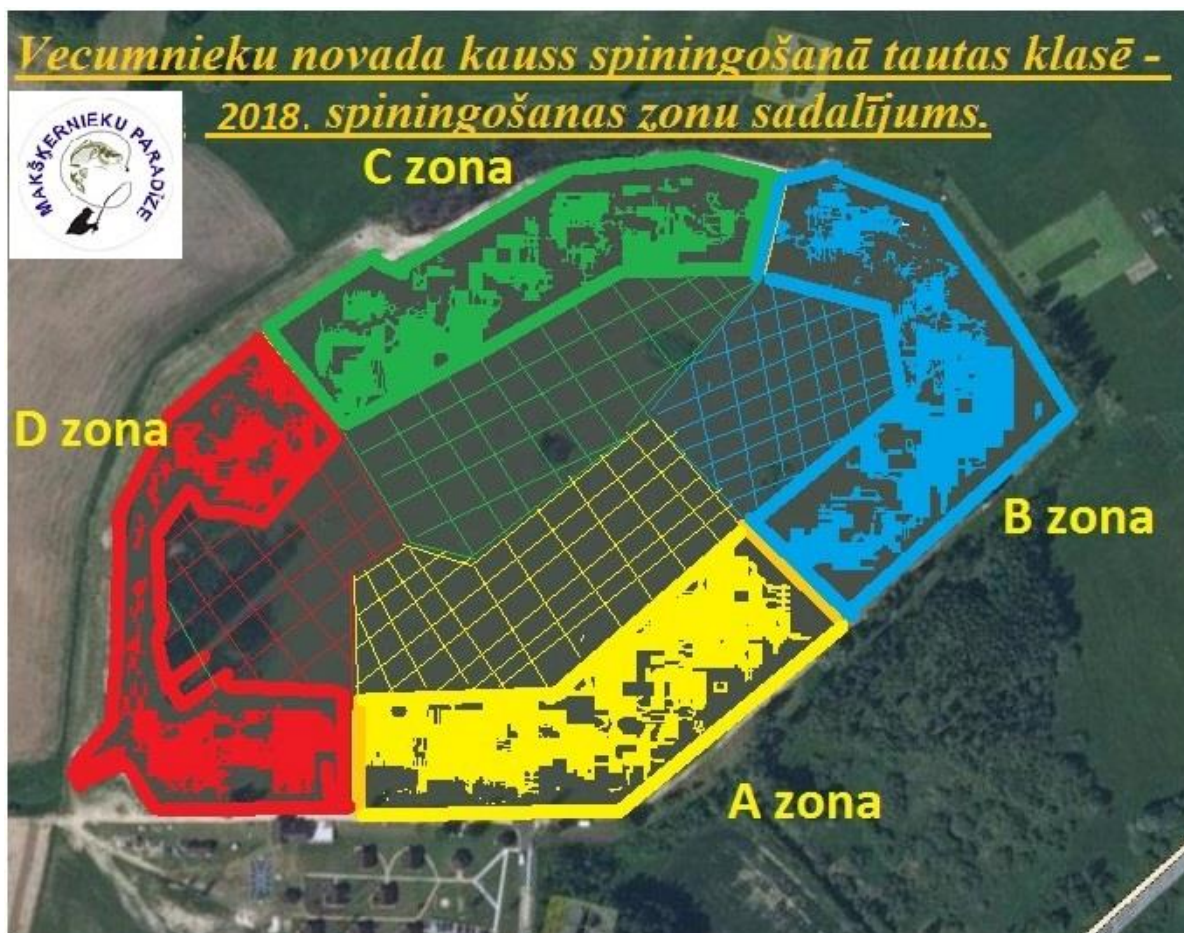 Vecumnieku novada kauss spiningošanā tautas klasē -
2018. spiningošanas zonu sadalījums.
MAKŠĶERNIEKU PARADĪZE
C zona
D zona
B zona
A zona